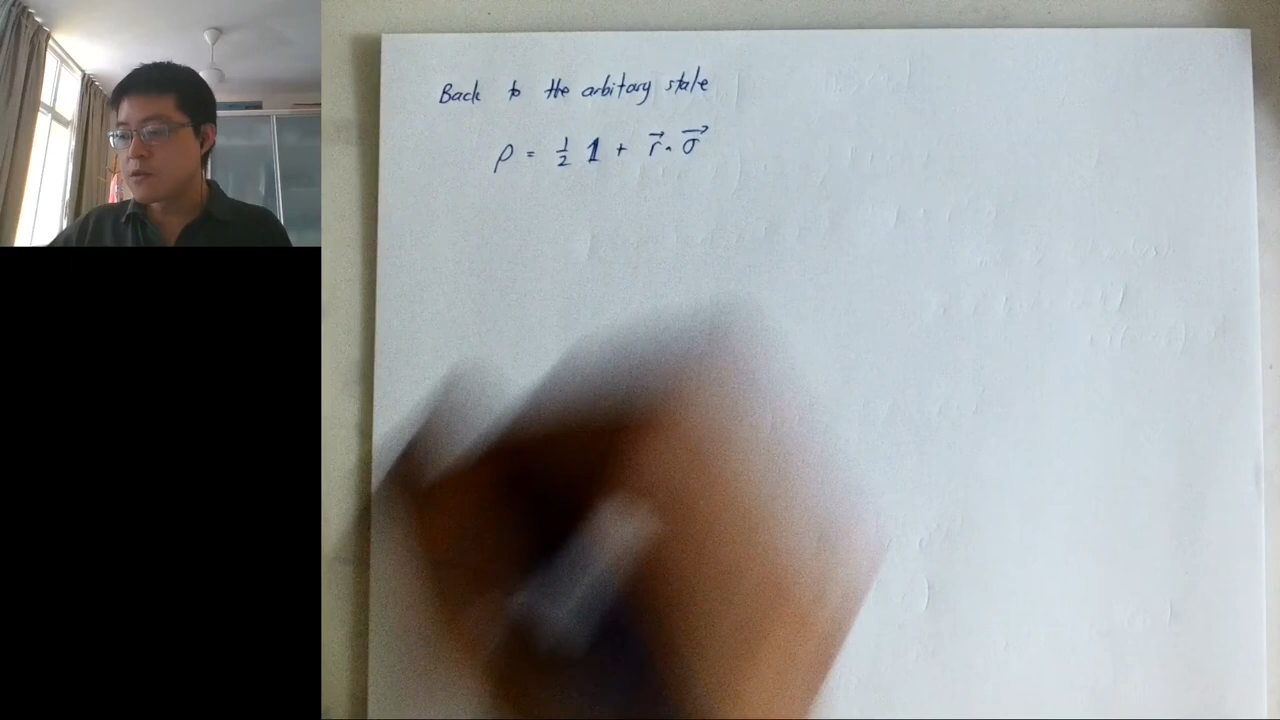 Back to the arbitary state
ρ = 1/2 𝟙 + r⃗ · σ⃗